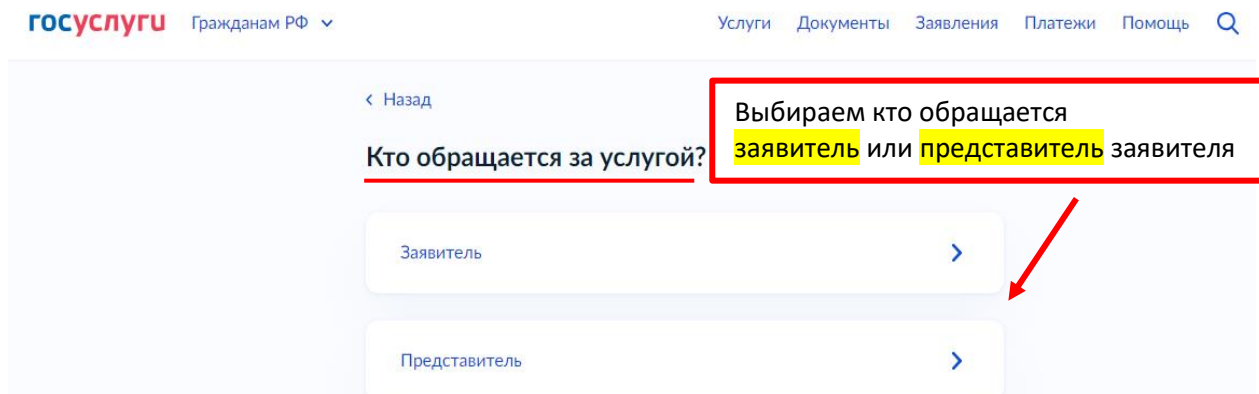 госуслуги Гражданам РФ Услуги Документы Заявления Платежи Помощь
Назад
Выбираем кто обращается
заявитель или представитель заявителя
Кто обращается за услугой?
Заявитель
Представитель